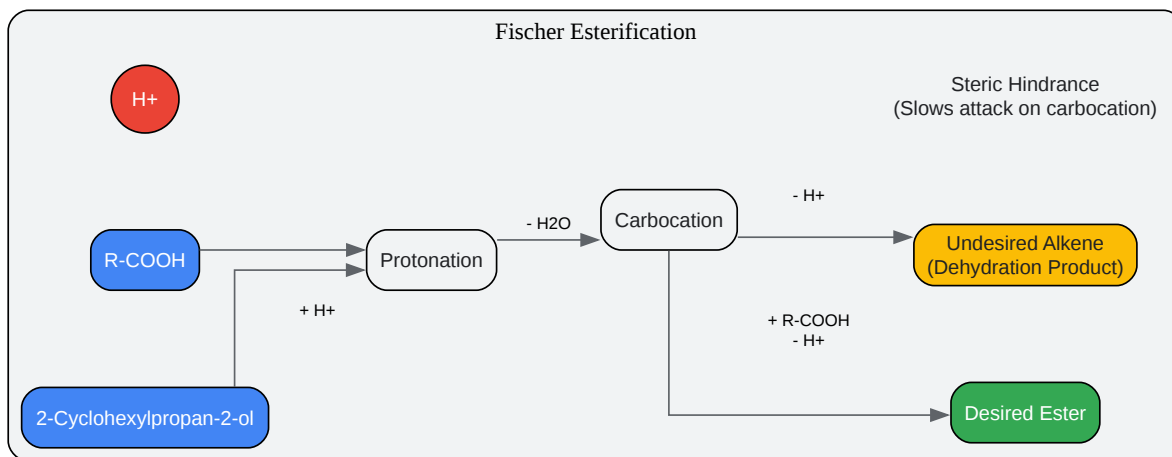 Fischer Esterification
H+
Steric Hindrance
(Slows attack on carbocation)
- H+
- H2O
Carbocation
R-COOH
Protonation
Undesired Alkene
(Dehydration Product)
+ H+
+ R-COOH
- H+
2-Cyclohexylpropan-2-ol
Desired Ester